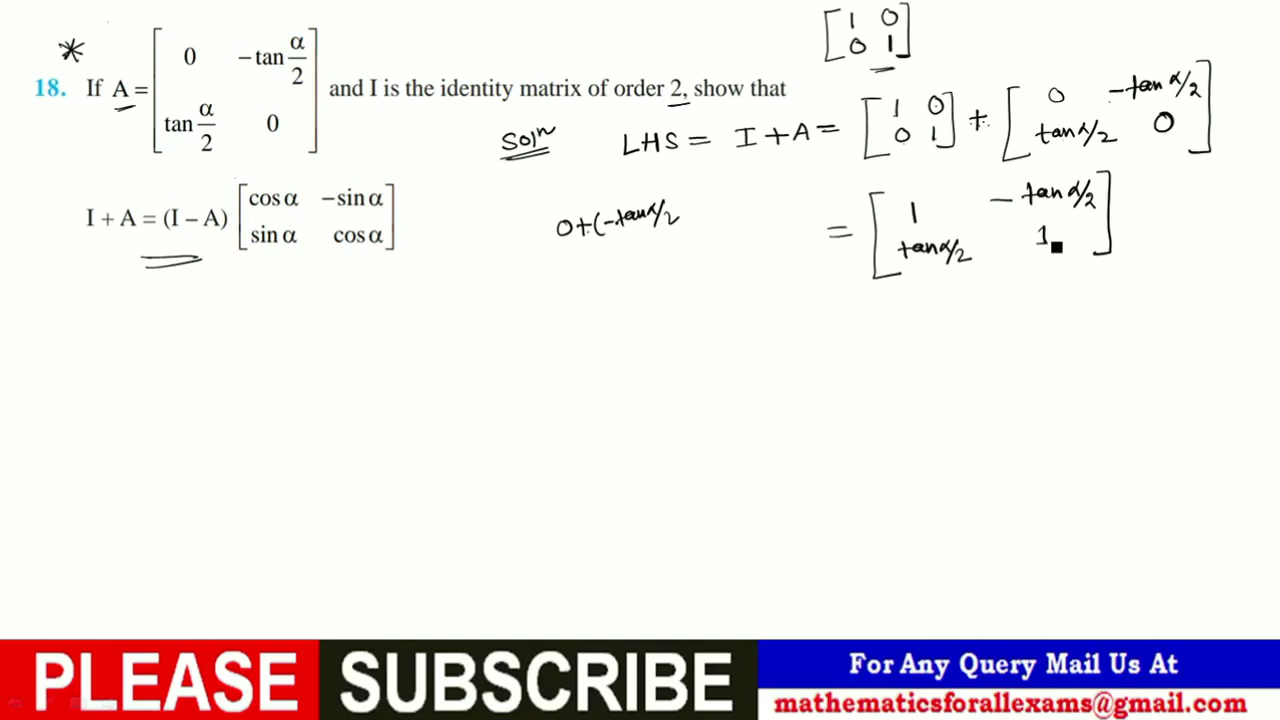 *
18. If A = [ 0 -tan α/2
tan α/2 0 ] and I is the identity matrix of order 2, show that
I + A = (I – A) [ cos α -sin α
sin α cos α ]
[ 1 0
0 1 ]
Soln LHS = I + A = [ 1 0
0 1 ] + [ 0 -tan α/2
tan α/2 0 ]
0+(-tan α/2
= [ 1 - tan α/2
tan α/2 1 ]
PLEASE SUBSCRIBE
For Any Query Mail Us At
mathematicsforallexams@gmail.com